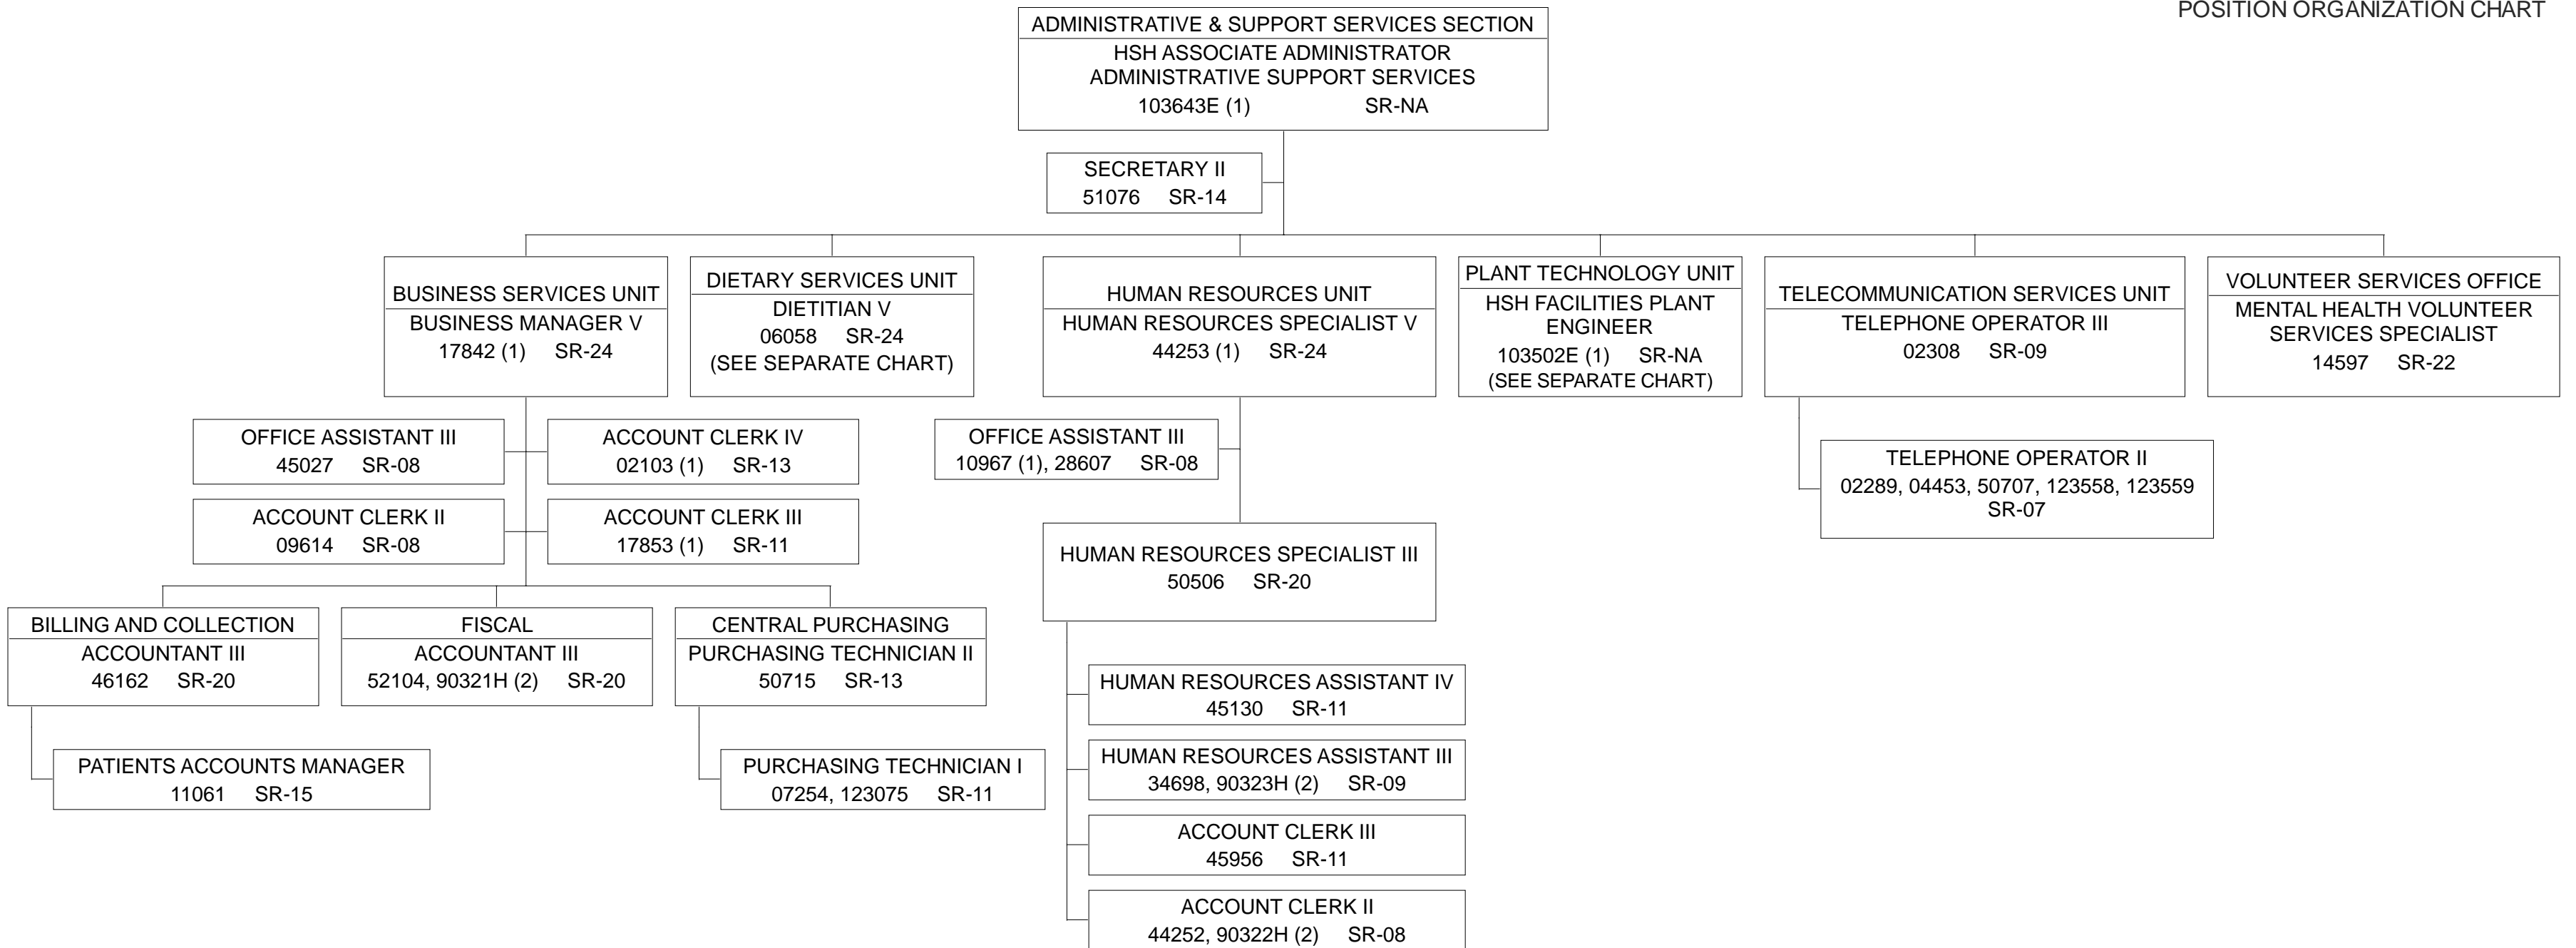 POSITION ORGANIZATION CHART
ADMINISTRATIVE & SUPPORT SERVICES SECTION
HSH ASSOCIATE ADMINISTRATOR
ADMINISTRATIVE SUPPORT SERVICES
103643E (1) SR-NA
SECRETARY II
51076 SR-14
BUSINESS SERVICES UNIT
BUSINESS MANAGER V
17842 (1) SR-24
DIETARY SERVICES UNIT
DIETITIAN V
06058 SR-24
(SEE SEPARATE CHART)
HUMAN RESOURCES UNIT
HUMAN RESOURCES SPECIALIST V
44253 (1) SR-24
PLANT TECHNOLOGY UNIT
HSH FACILITIES PLANT
ENGINEER
103502E (1) SR-NA
(SEE SEPARATE CHART)
TELECOMMUNICATION SERVICES UNIT
TELEPHONE OPERATOR III
02308 SR-09
VOLUNTEER SERVICES OFFICE
MENTAL HEALTH VOLUNTEER
SERVICES SPECIALIST
14597 SR-22
OFFICE ASSISTANT III
45027 SR-08
ACCOUNT CLERK IV
02103 (1) SR-13
ACCOUNT CLERK II
09614 SR-08
ACCOUNT CLERK III
17853 (1) SR-11
OFFICE ASSISTANT III
10967 (1), 28607 SR-08
TELEPHONE OPERATOR II
02289, 04453, 50707, 123558, 123559
SR-07
HUMAN RESOURCES SPECIALIST III
50506 SR-20
BILLING AND COLLECTION
ACCOUNTANT III
46162 SR-20
FISCAL
ACCOUNTANT III
52104, 90321H (2) SR-20
CENTRAL PURCHASING
PURCHASING TECHNICIAN II
50715 SR-13
PATIENTS ACCOUNTS MANAGER
11061 SR-15
PURCHASING TECHNICIAN I
07254, 123075 SR-11
HUMAN RESOURCES ASSISTANT IV
45130 SR-11
HUMAN RESOURCES ASSISTANT III
34698, 90323H (2) SR-09
ACCOUNT CLERK III
45956 SR-11
ACCOUNT CLERK II
44252, 90322H (2) SR-08